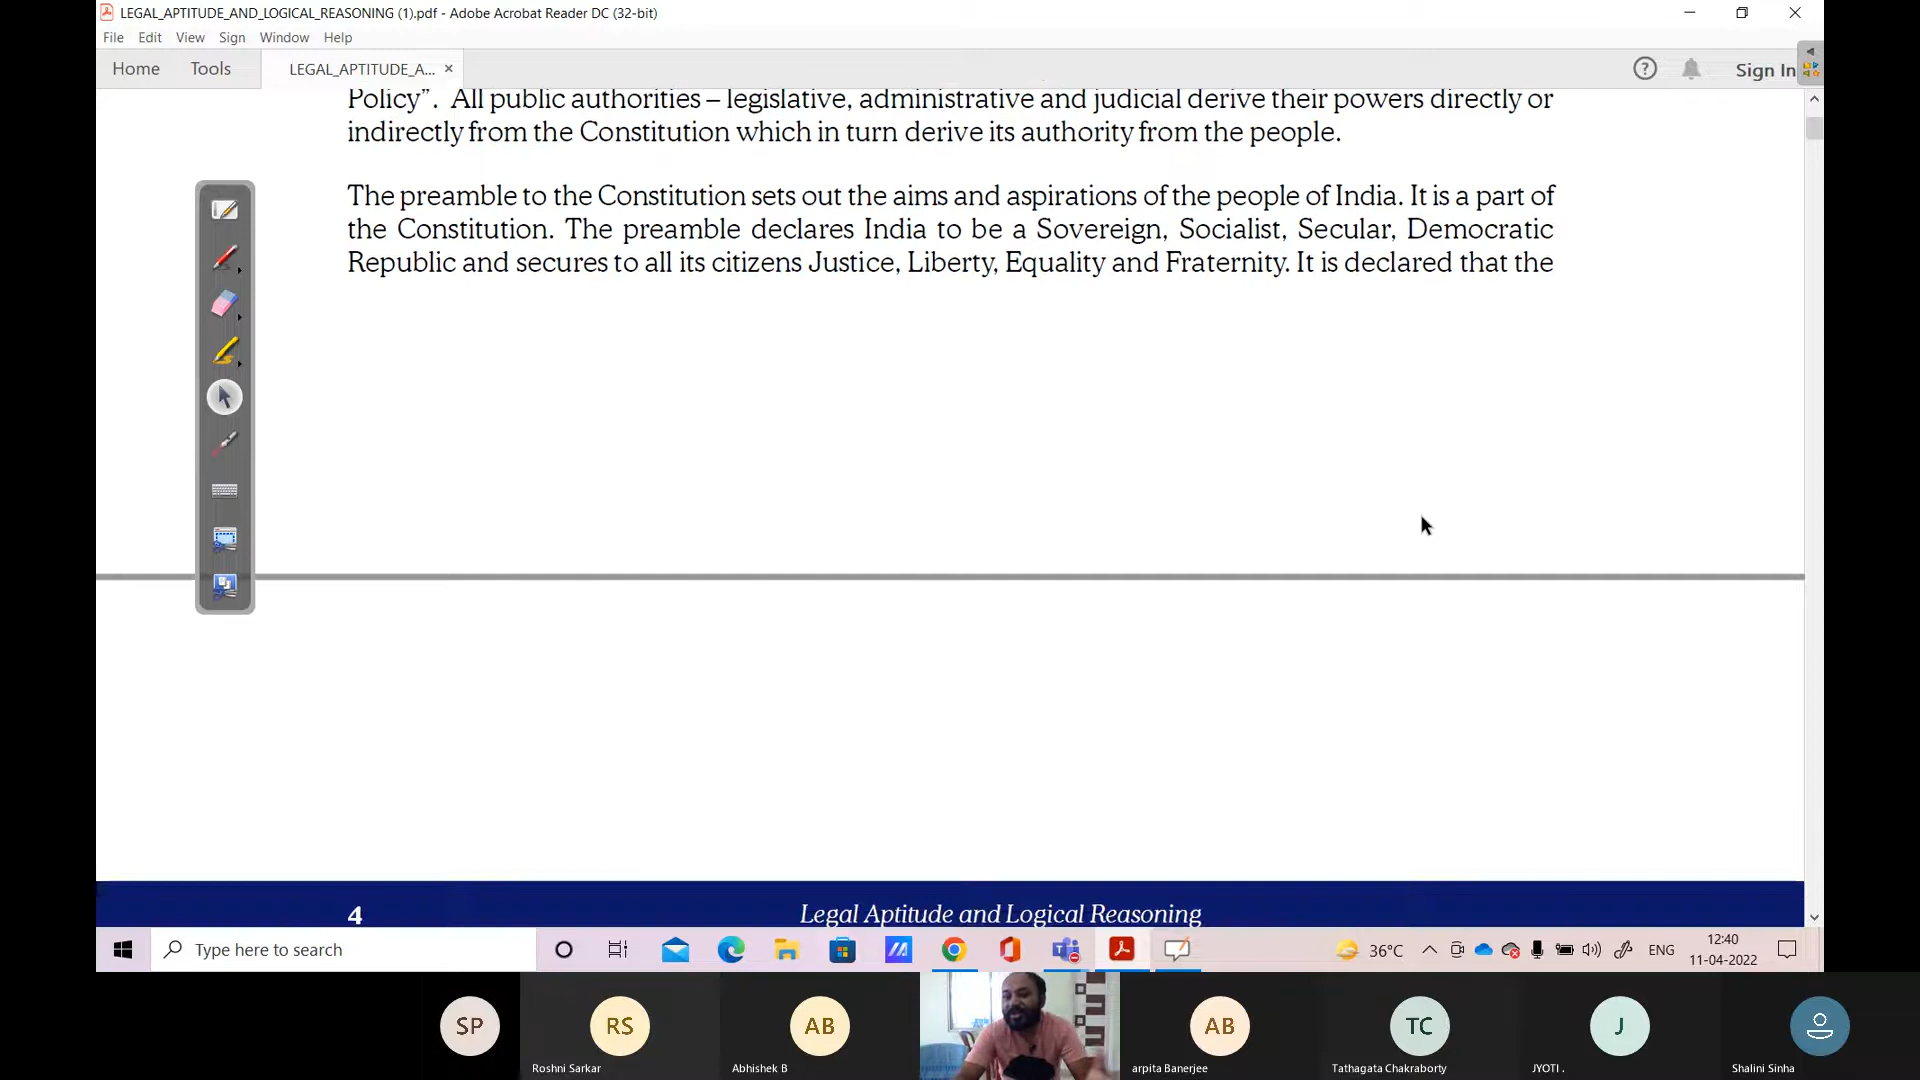 LEGAL_APTITUDE_AND_LOGICAL_REASONING (1).pdf - Adobe Acrobat Reader DC (32-bit)
File Edit View Sign Window Help
Home Tools LEGAL_APTITUDE_A... × Sign In
Policy”. All public authorities – legislative, administrative and judicial derive their powers directly or
indirectly from the Constitution which in turn derive its authority from the people.
The preamble to the Constitution sets out the aims and aspirations of the people of India. It is a part of
the Constitution. The preamble declares India to be a Sovereign, Socialist, Secular, Democratic
Republic and secures to all its citizens Justice, Liberty, Equality and Fraternity. It is declared that the
4 Legal Aptitude and Logical Reasoning
Type here to search 36°C ENG 12:40
11-04-2022
SP RS AB AB TC J
Roshni Sarkar Abhishek B arpita Banerjee Tathagata Chakraborty JYOTI . Shalini Sinha